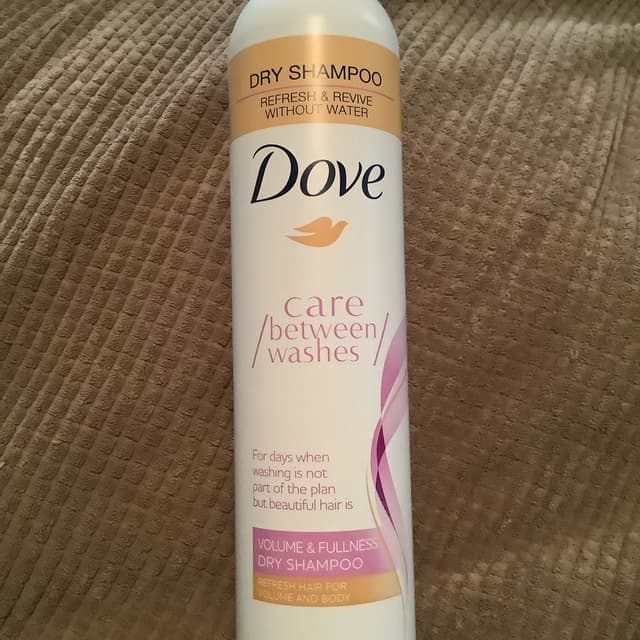 DRY SHAMPOO
REFRESH & REVIVE
WITHOUT WATER
Dove
care
/between/
washes
For days when
washing is not
part of the plan
but beautiful hair is
VOLUME & FULLNESS
DRY SHAMPOO
REFRESH HAIR FOR
VOLUME AND BODY